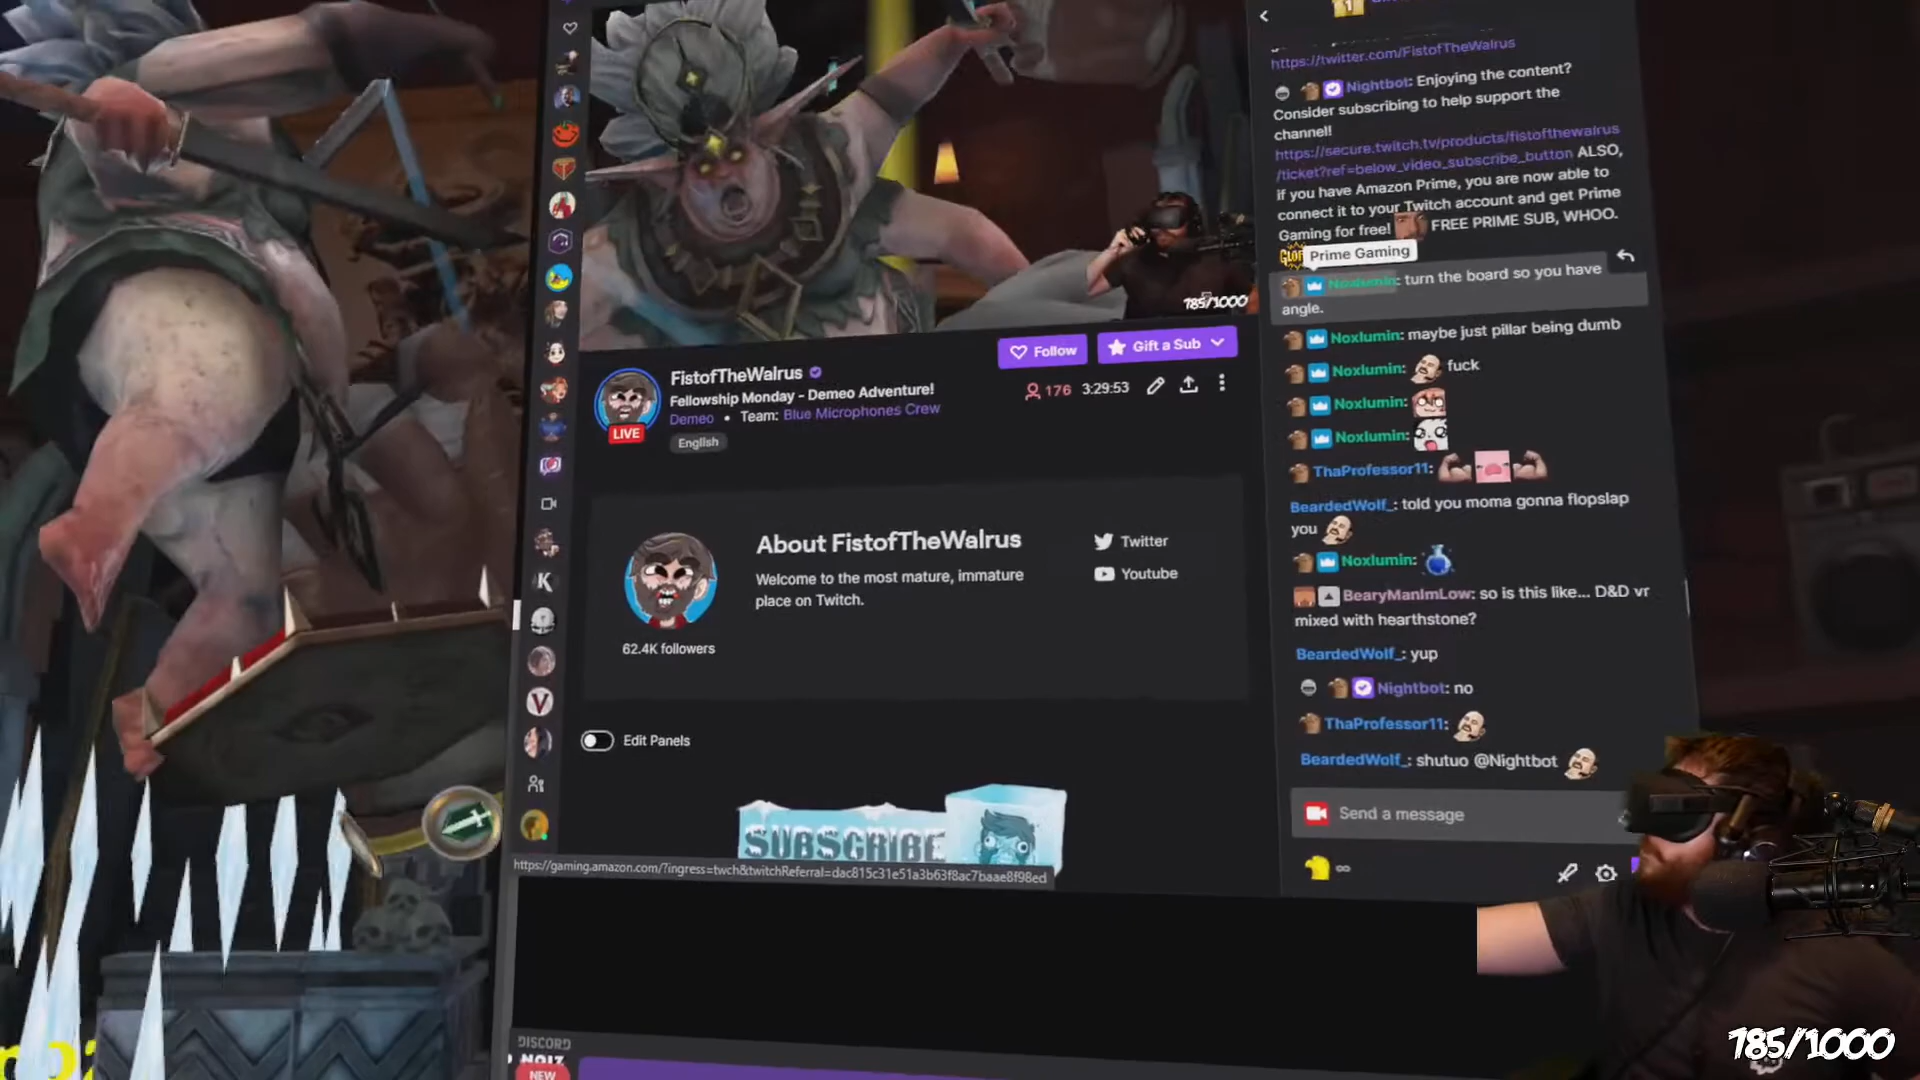 https://twitter.com/FistofTheWalrus
Nightbot: Enjoying the content?
Consider subscribing to help support the
channel!
https://secure.twitch.tv/products/fistofthewalrus
/ticket?ref=below_video_subscribe_button ALSO,
if you have Amazon Prime, you are now able to
connect it to your Twitch account and get Prime
Gaming for free! FREE PRIME SUB, WHOO.
Prime Gaming
Noxlumin: turn the board so you have
angle.
Noxlumin: maybe just pillar being dumb
Noxlumin: fuck
Noxlumin:
Noxlumin:
ThaProfessor11:
BeardedWolf_: told you moma gonna flopslap
you
Noxlumin:
BearyManImLow: so is this like... D&D vr
mixed with hearthstone?
BeardedWolf_: yup
Nightbot: no
ThaProfessor11:
BeardedWolf_: shutuo @Nightbot
Send a message
∞
785/1000
Follow
Gift a Sub
FistofTheWalrus
Fellowship Monday - Demeo Adventure!
Demeo • Team: Blue Microphones Crew
English
LIVE
176 3:29:53
About FistofTheWalrus
Welcome to the most mature, immature
place on Twitch.
Twitter
Youtube
62.4K followers
K
V
Edit Panels
SUBSCRIBE
https://gaming.amazon.com/?ingress=twch&twitchReferral=dac815c31e51a3b63f8ac7baae8f98ed
DISCORD
NOIZ
NEW
785/1000